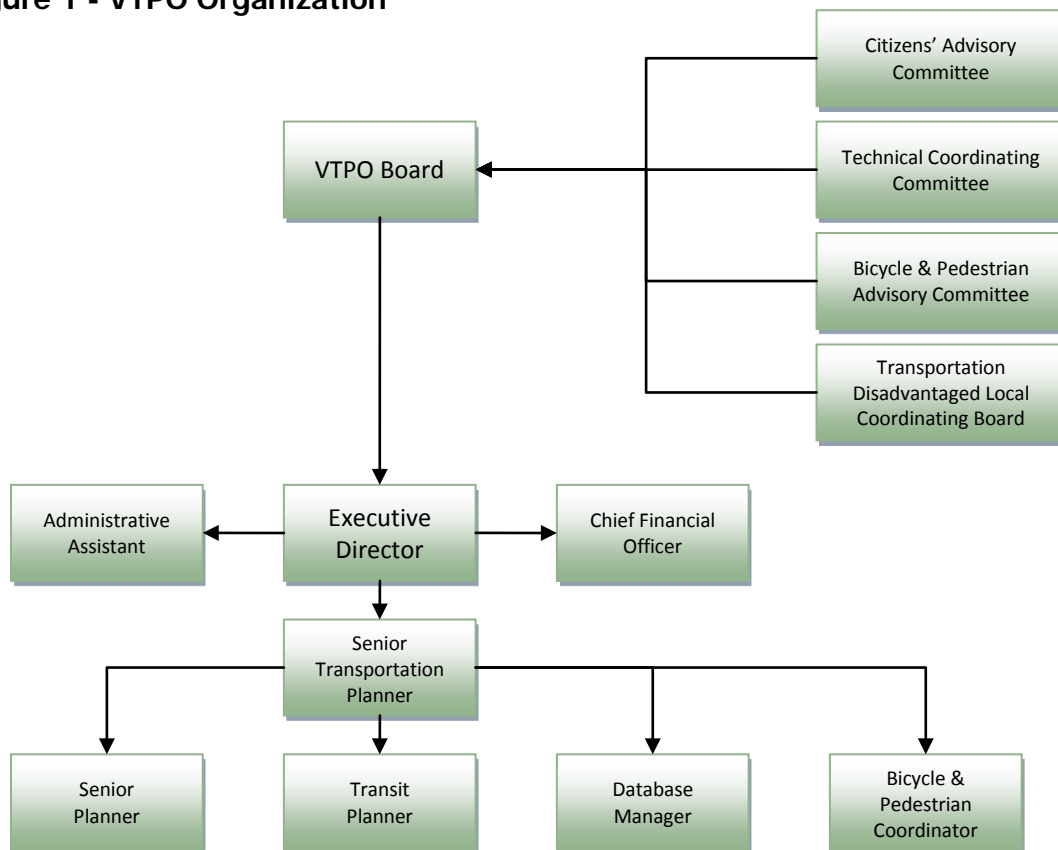 gure 1 - VTPO Organization
Citizens' Advisory
Committee
VTPO Board
Technical Coordinating
Committee
Bicycle & Pedestrian
Advisory Committee
Transportation
Disadvantaged Local
Coordinating Board
Administrative
Assistant
Executive
Director
Chief Financial
Officer
Senior
Transportation
Planner
Senior
Planner
Transit
Planner
Database
Manager
Bicycle &
Pedestrian
Coordinator